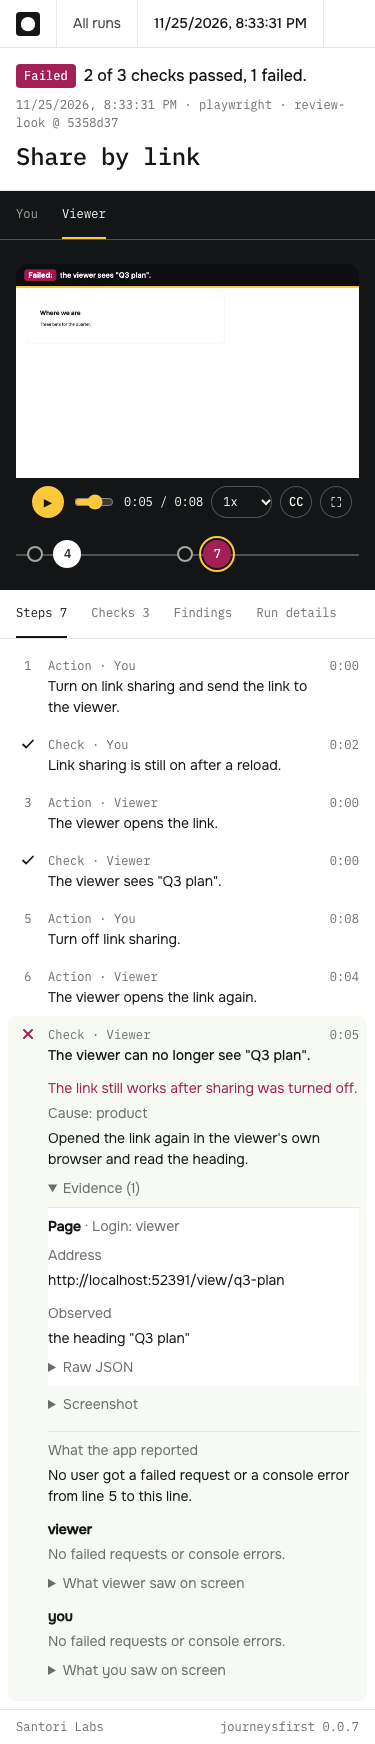 All runs
11/25/2026, 8:33:31 PM
Failed 2 of 3 checks passed, 1 failed.
11/25/2026, 8:33:31 PM · playwright · review-
look @ 5358d37
Share by link
You Viewer
Failed: the viewer sees "Q3 plan".
Where we are
Three bets for the quarter.
0:05 / 0:08 1x CC
4 7
Steps 7 Checks 3 Findings Run details
1 Action · You 0:00
Turn on link sharing and send the link to
the viewer.
Check · You 0:02
Link sharing is still on after a reload.
3 Action · Viewer 0:00
The viewer opens the link.
Check · Viewer 0:00
The viewer sees "Q3 plan".
5 Action · You 0:08
Turn off link sharing.
6 Action · Viewer 0:04
The viewer opens the link again.
Check · Viewer 0:05
The viewer can no longer see "Q3 plan".
The link still works after sharing was turned off.
Cause: product
Opened the link again in the viewer's own
browser and read the heading.
Evidence (1)
Page · Login: viewer
Address
http://localhost:52391/view/q3-plan
Observed
the heading "Q3 plan"
Raw JSON
Screenshot
What the app reported
No user got a failed request or a console error
from line 5 to this line.
viewer
No failed requests or console errors.
What viewer saw on screen
you
No failed requests or console errors.
What you saw on screen
Santori Labs journeysfirst 0.0.7